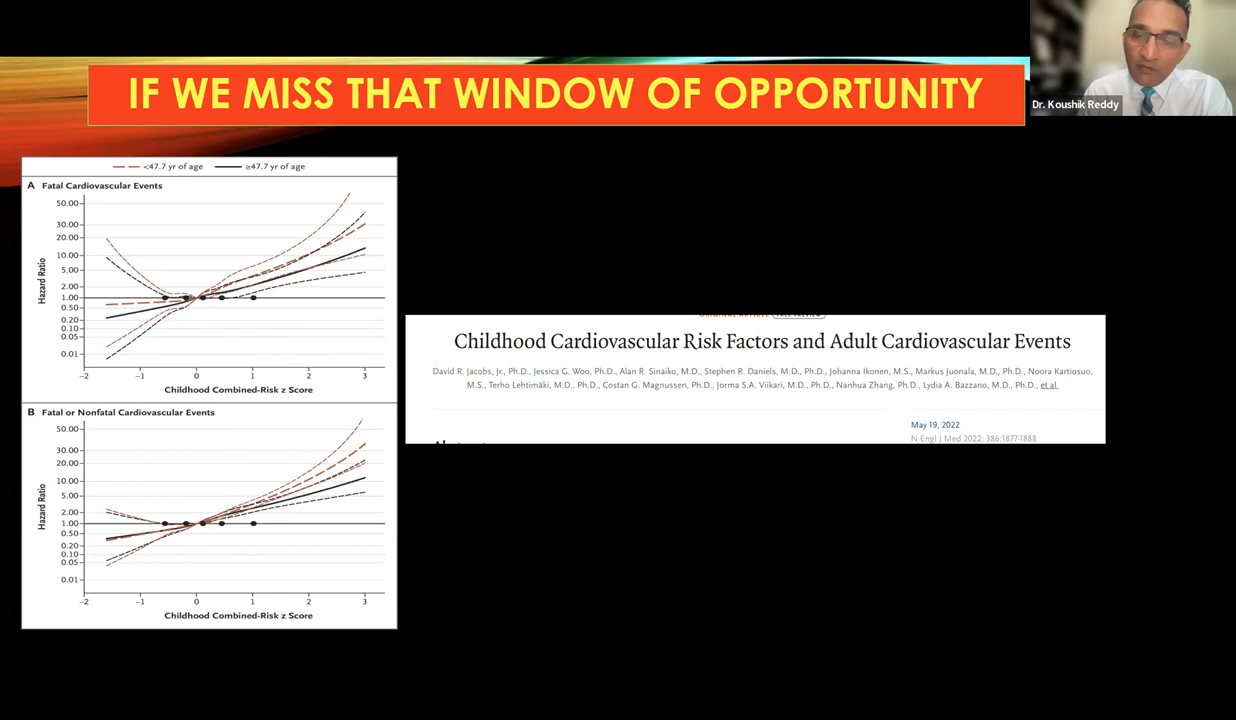 IF WE MISS THAT WINDOW OF OPPORTUNITY
Dr. Koushik Reddy
<47.7 yr of age ≥47.7 yr of age
A Fatal Cardiovascular Events
50.00
30.00
20.00
10.00
5.00
2.00
1.00
0.50
0.20
0.10
0.05
0.01
Hazard Ratio
−2 −1 0 1 2 3
Childhood Combined-Risk z Score
B Fatal or Nonfatal Cardiovascular Events
50.00
30.00
20.00
10.00
5.00
2.00
1.00
0.50
0.20
0.10
0.05
0.01
Hazard Ratio
−2 −1 0 1 2 3
Childhood Combined-Risk z Score
Childhood Cardiovascular Risk Factors and Adult Cardiovascular Events
David R. Jacobs, Jr., Ph.D., Jessica G. Woo, Ph.D., Alan R. Sinaiko, M.D., Stephen R. Daniels, M.D., Ph.D., Johanna Ikonen, M.S., Markus Juonala, M.D., Ph.D., Noora Kartiosuo,
M.S., Terho Lehtimäki, M.D., Ph.D., Costan G. Magnussen, Ph.D., Jorma S.A. Viikari, M.D., Ph.D., Nanhua Zhang, Ph.D., Lydia A. Bazzano, M.D., Ph.D., et al.
May 19, 2022
N Engl J Med 2022; 386:1877-1888